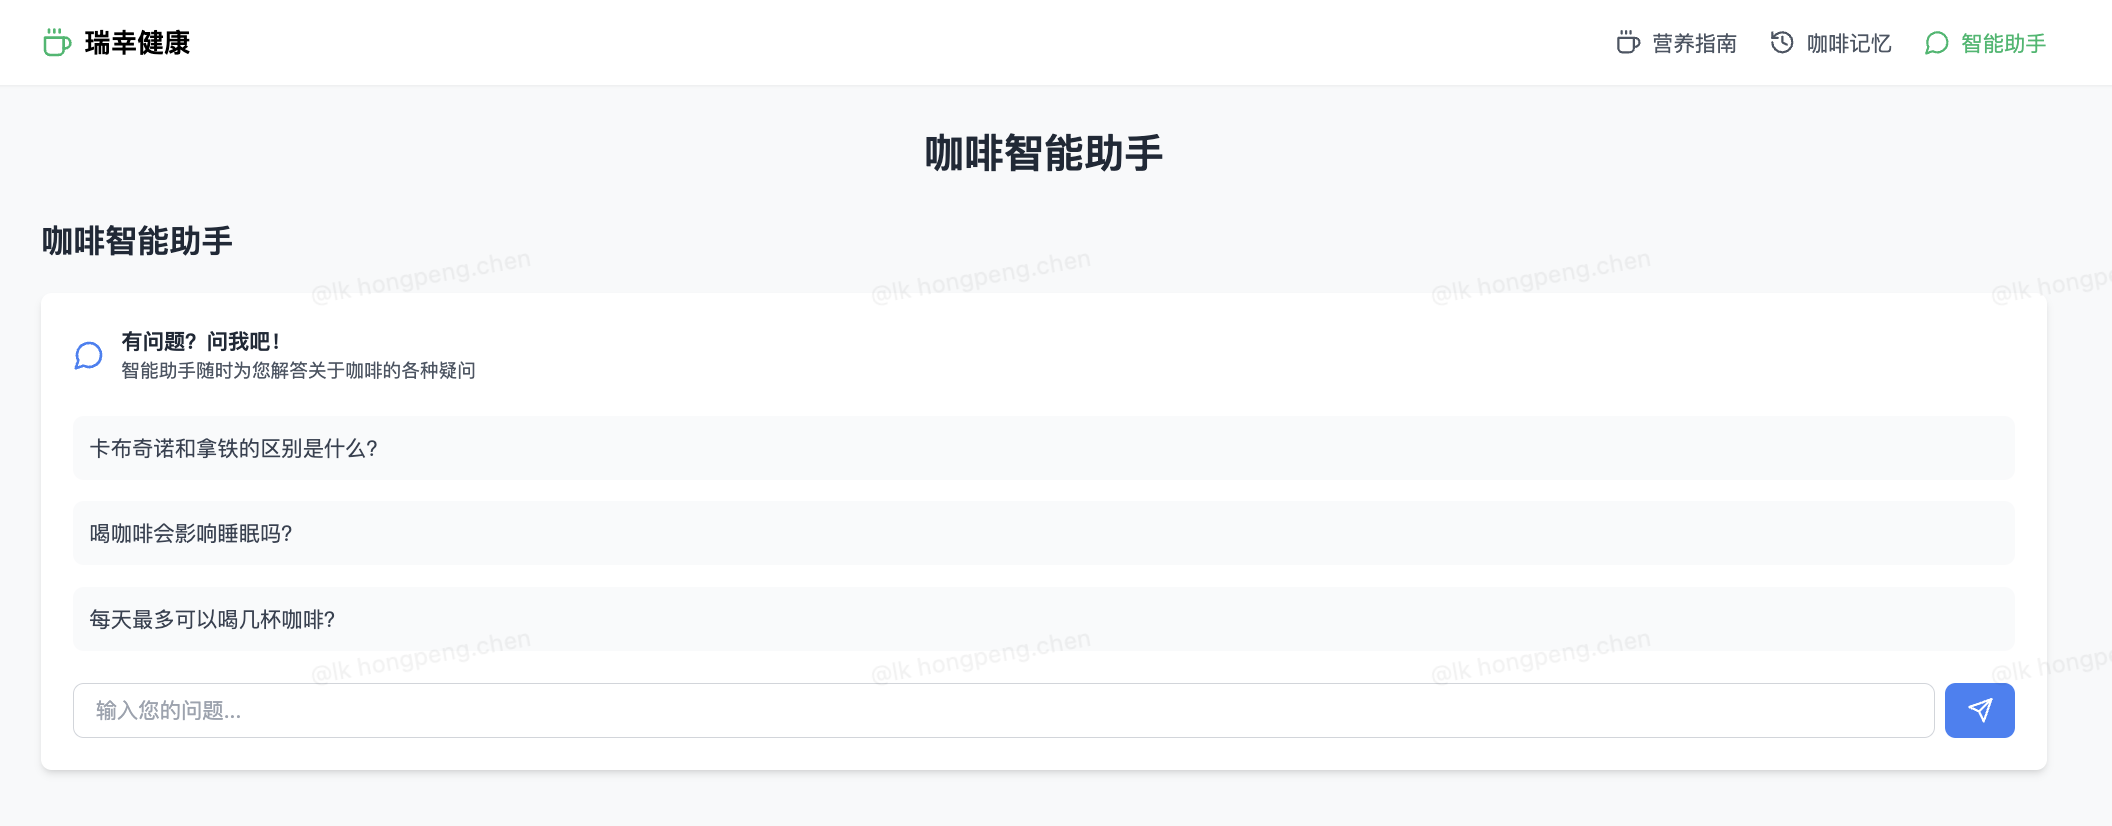 瑞幸健康
营养指南
咖啡记忆
智能助手
咖啡智能助手
咖啡智能助手
@lk hongpeng.chen
@lk hongpeng.chen
@lk hongpeng.chen
@lk hongpe
有问题？问我吧！
智能助手随时为您解答关于咖啡的各种疑问
卡布奇诺和拿铁的区别是什么？
喝咖啡会影响睡眠吗？
每天最多可以喝几杯咖啡？
@lk hongpeng.chen
@lk hongpeng.chen
@lk hongpeng.chen
@lk hongpe
输入您的问题...